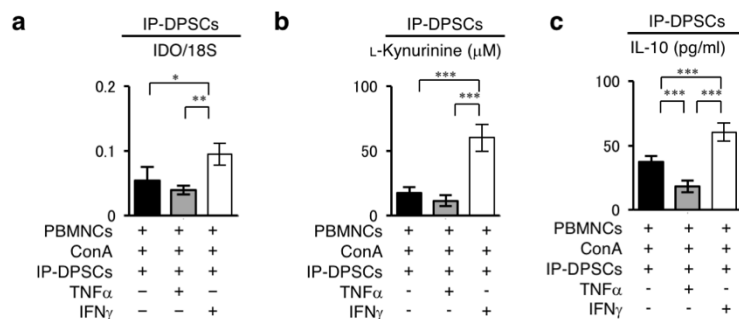 a
IP-DPSCs
IDO/18S
*
**
0.2
0.1
0
PBMNCs + + +
ConA + + +
IP-DPSCs + + +
TNFα – + –
IFNγ – – +
b
IP-DPSCs
L-Kynurinine (μM)
***
***
100
50
0
PBMNCs + + +
ConA + + +
IP-DPSCs + + +
TNFα - + -
IFNγ - - +
c
IP-DPSCs
IL-10 (pg/ml)
***
*** ***
100
50
0
PBMNCs + + +
ConA + + +
IP-DPSCs + + +
TNFα - + -
IFNγ - - +